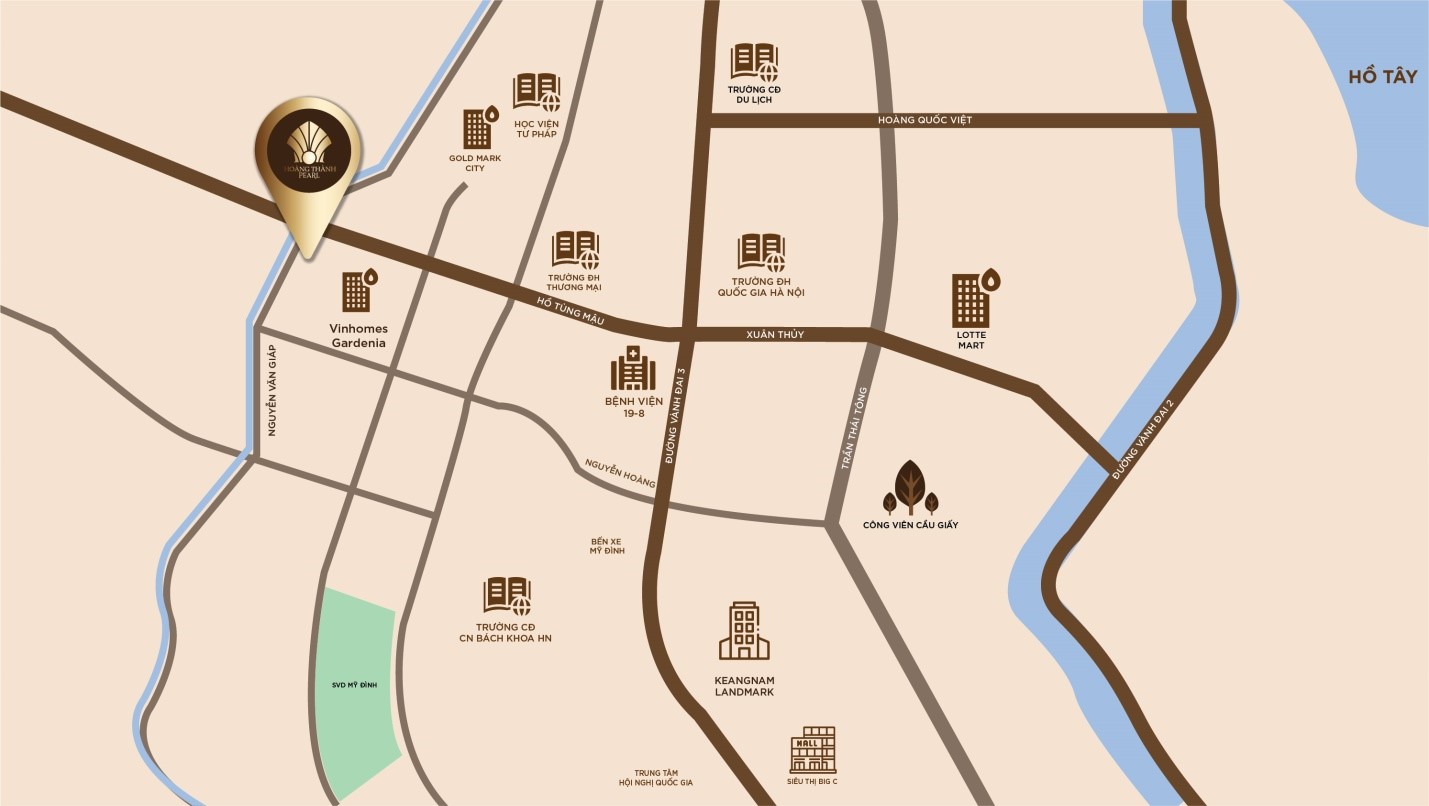 HỒ TÂY
TRƯỜNG CĐ
DU LỊCH
HOÀNG QUỐC VIỆT
HỌC VIỆN
TƯ PHÁP
GOLD MARK
CITY
HOÀNG THÀNH
PEARL
TRƯỜNG ĐH
THƯƠNG MẠI
TRƯỜNG ĐH
QUỐC GIA HÀ NỘI
HỒ TÙNG MẬU
XUÂN THỦY
LOTTE
MART
Vinhomes
Gardenia
NGUYỄN VĂN GIÁP
BỆNH VIỆN
19-8
ĐƯỜNG VÀNH ĐAI 3
TRẦN THÁI TÔNG
ĐƯỜNG VÀNH ĐAI 2
NGUYỄN HOÀNG
CÔNG VIÊN CẦU GIẤY
BẾN XE
MỸ ĐÌNH
TRƯỜNG CĐ
CN BÁCH KHOA HN
SVD MỸ ĐÌNH
KEANGNAM
LANDMARK
MALL
TRUNG TÂM
HỘI NGHỊ QUỐC GIA
SIÊU THỊ BIG C